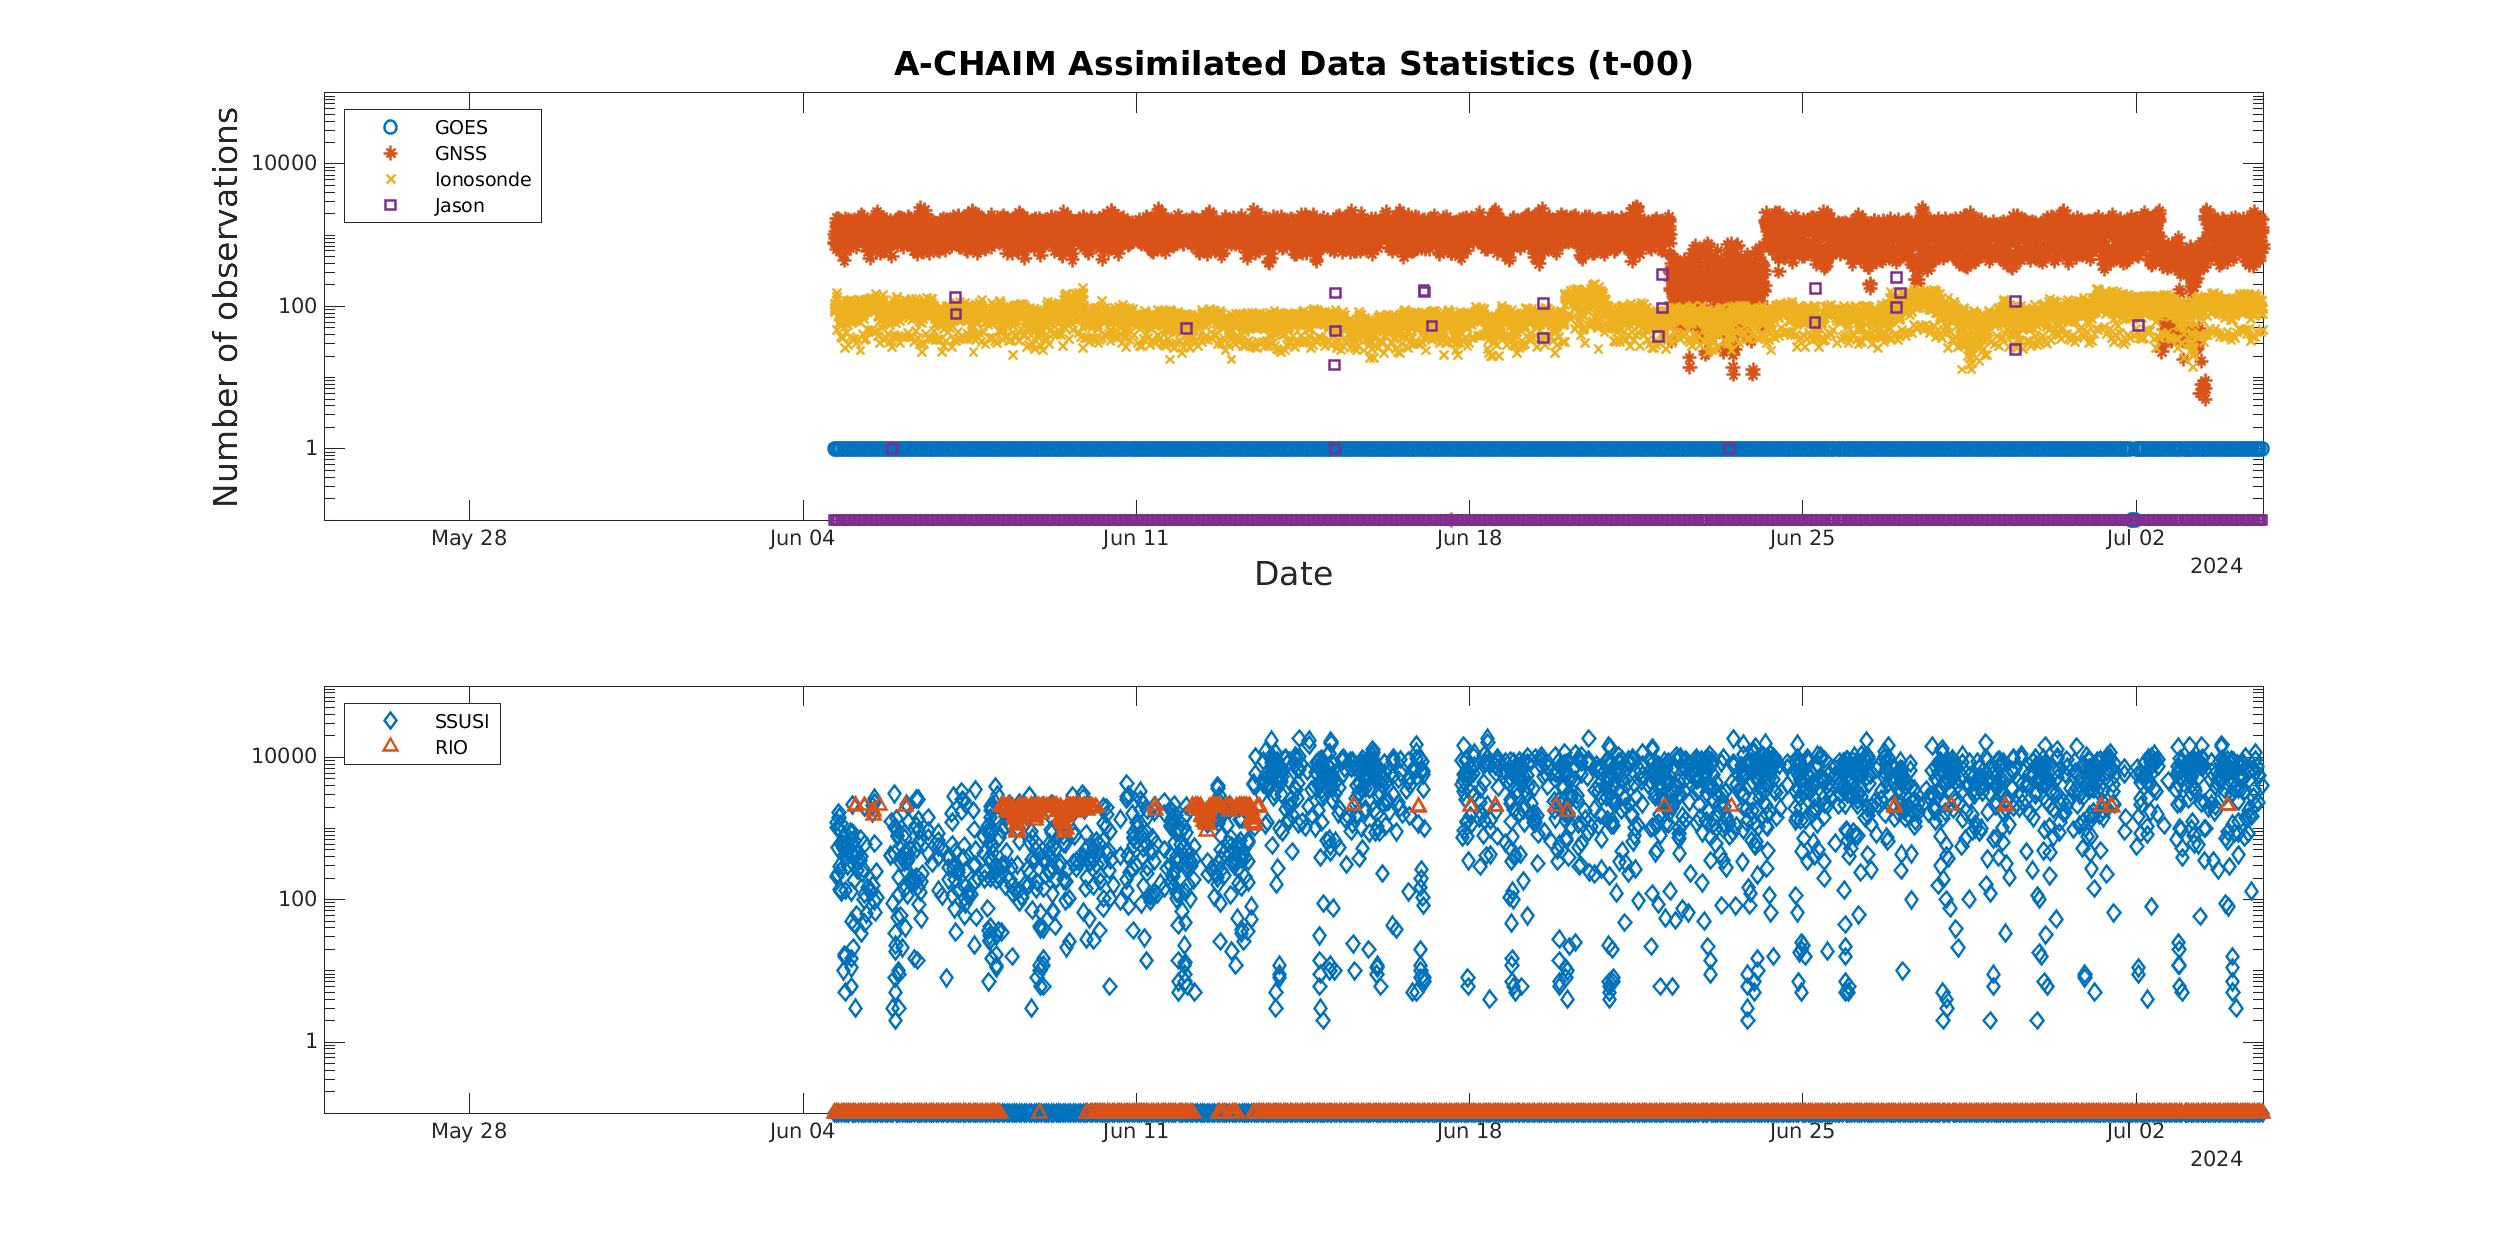 A-CHAIM Assimilated Data Statistics (t-00)
Number of observations
10000
100
1
GOES
GNSS
Ionosonde
Jason
May 28
Jun 04
Jun 11
Jun 18
Jun 25
Jul 02
2024
Date
10000
100
1
SSUSI
RIO
May 28
Jun 04
Jun 11
Jun 18
Jun 25
Jul 02
2024